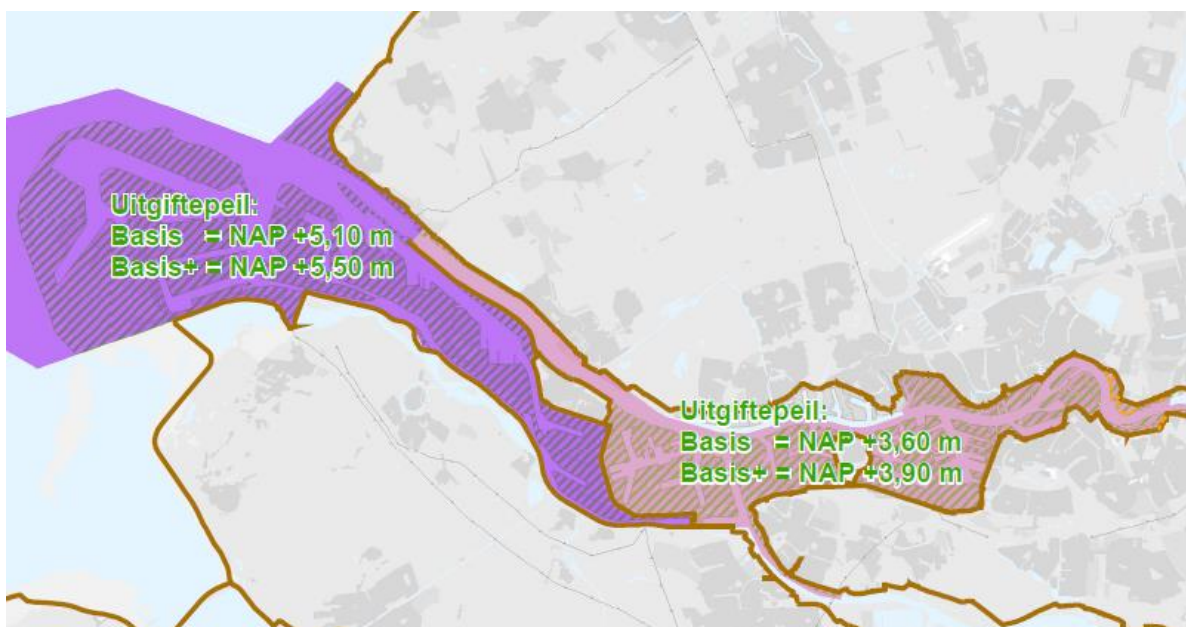 Uitgiftepeil:
Basis = NAP +5,10 m
Basis+ = NAP +5,50 m
Uitgiftepeil:
Basis = NAP +3,60 m
Basis+ = NAP +3,90 m